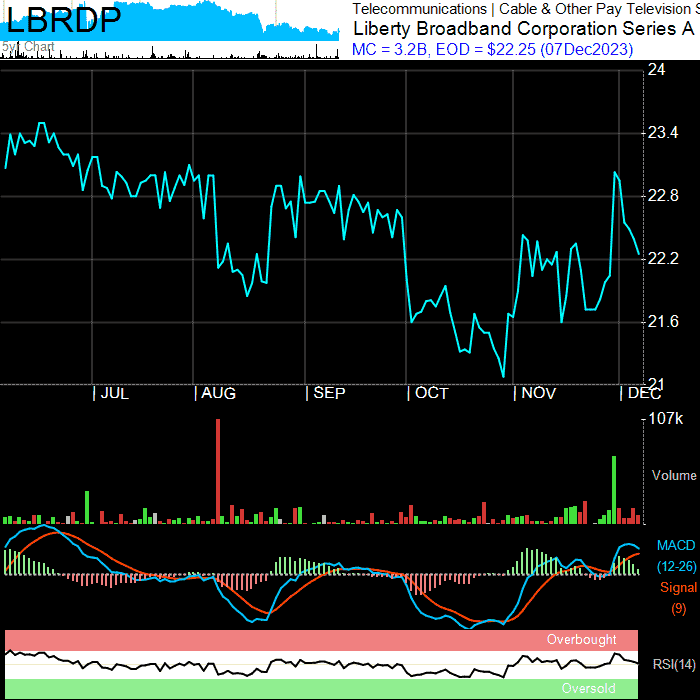 LBRDP
5yr Chart
Telecommunications | Cable & Other Pay Television S
Liberty Broadband Corporation Series A
MC = 3.2B, EOD = $22.25 (07Dec2023)
24
23.4
22.8
22.2
21.6
21
| JUL | AUG | SEP | OCT | NOV | DEC
107k
Volume
MACD
(12-26)
Signal
(9)
Overbought
RSI(14)
Oversold